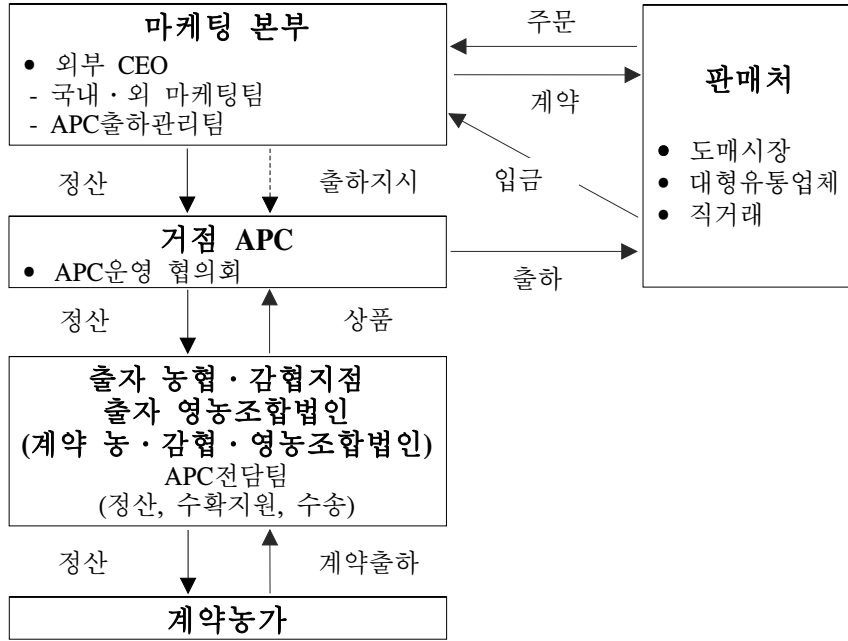 마케팅 본부
● 외부 CEO
- 국내·외 마케팅팀
- APC출하관리팀
주문
계약
판매처
● 도매시장
● 대형유통업체
● 직거래
정산
출하지시
입금
거점 APC
● APC운영 협의회
출하
정산
상품
출자 농협·감협지점
출자 영농조합법인
(계약 농·감협·영농조합법인)
APC전담팀
(정산, 수확지원, 수송)
정산
계약출하
계약농가